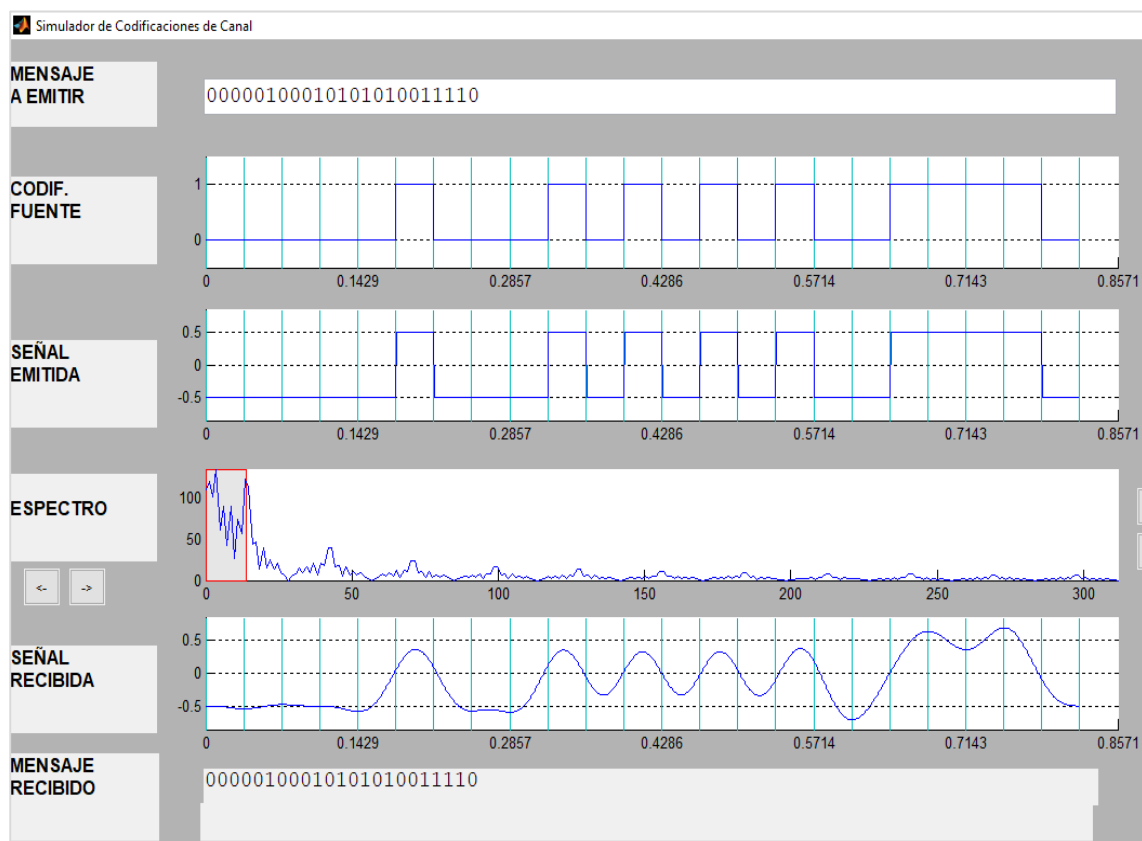 Simulador de Codificaciones de Canal
MENSAJE
A EMITIR
00000100010101010011110
CODIF.
FUENTE
1
0
0 0.1429 0.2857 0.4286 0.5714 0.7143 0.8571
SEÑAL
EMITIDA
0.5
0
-0.5
0 0.1429 0.2857 0.4286 0.5714 0.7143 0.8571
ESPECTRO
100
50
0
0 50 100 150 200 250 300
<- ->
SEÑAL
RECIBIDA
0.5
0
-0.5
0 0.1429 0.2857 0.4286 0.5714 0.7143 0.8571
MENSAJE
RECIBIDO
00000100010101010011110